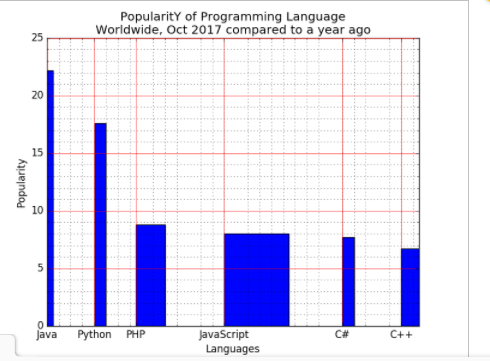 PopularitY of Programming Language
Worldwide, Oct 2017 compared to a year ago
25
20
15
10
5
0
Popularity
Java Python PHP JavaScript C# C++
Languages